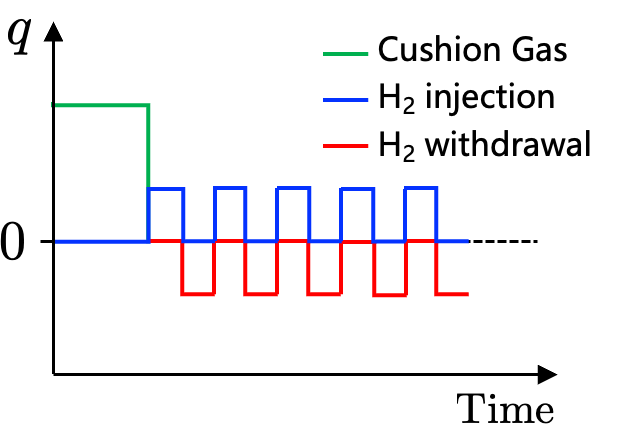 q
Cushion Gas
H₂ injection
H₂ withdrawal
0
Time